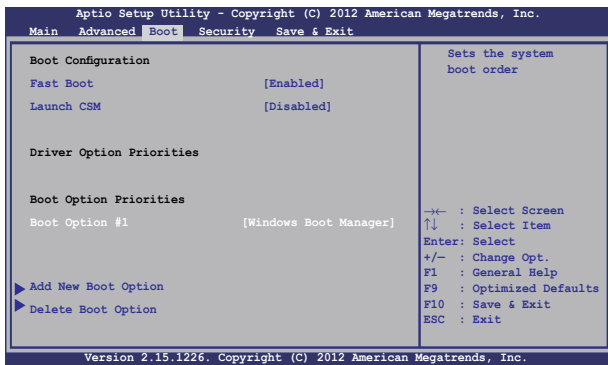 Aptio Setup Utility - Copyright (C) 2012 American Megatrends, Inc.
Main Advanced Boot Security Save & Exit
Boot Configuration
Fast Boot [Enabled]
Launch CSM [Disabled]
Driver Option Priorities
Boot Option Priorities
Boot Option #1 [Windows Boot Manager]
Add New Boot Option
Delete Boot Option
Sets the system
boot order
→← : Select Screen
↑↓ : Select Item
Enter: Select
+/— : Change Opt.
F1 : General Help
F9 : Optimized Defaults
F10 : Save & Exit
ESC : Exit
Version 2.15.1226. Copyright (C) 2012 American Megatrends, Inc.